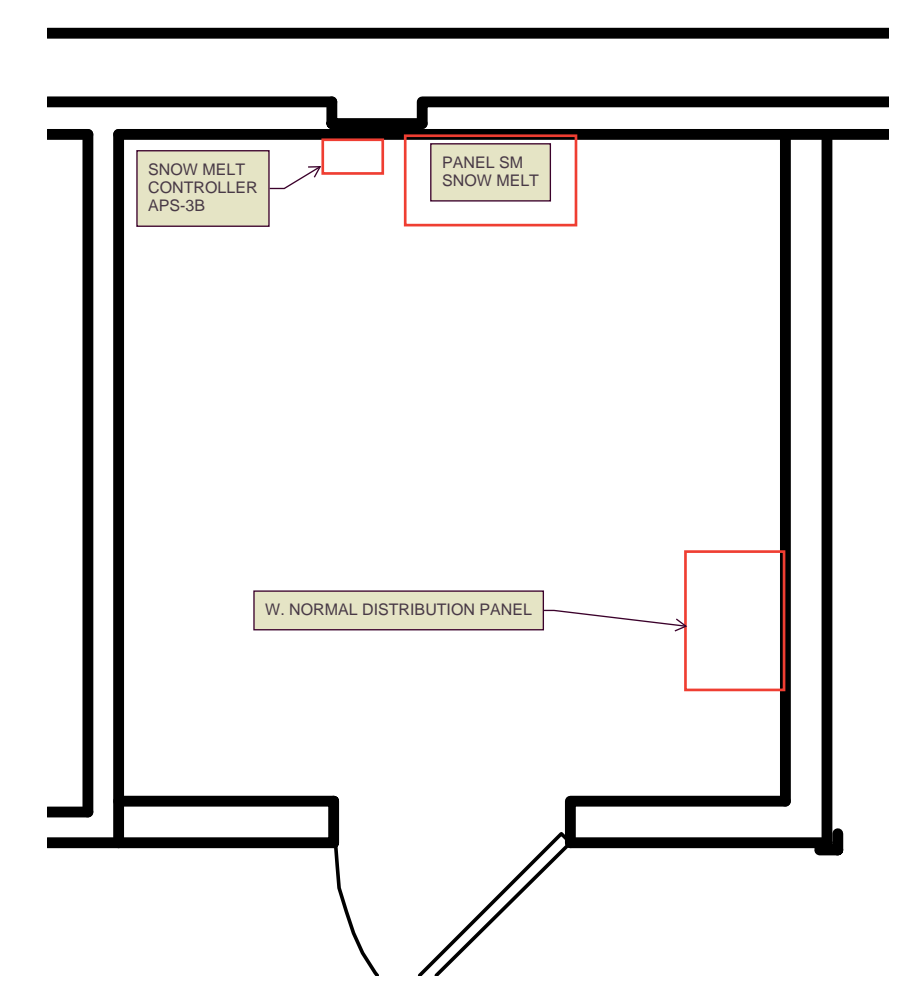 SNOW MELT
CONTROLLER
APS-3B
PANEL SM
SNOW MELT
W. NORMAL DISTRIBUTION PANEL